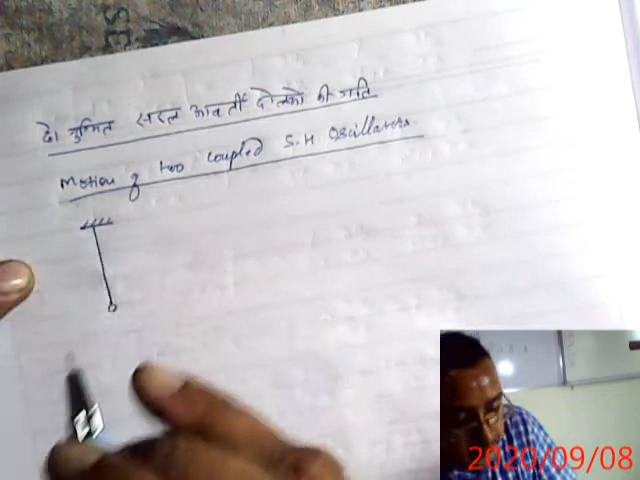 दो युग्मित सरल आवर्ती दोलकों की गति
Motion of two coupled S.H. Oscillators.
2020/09/08